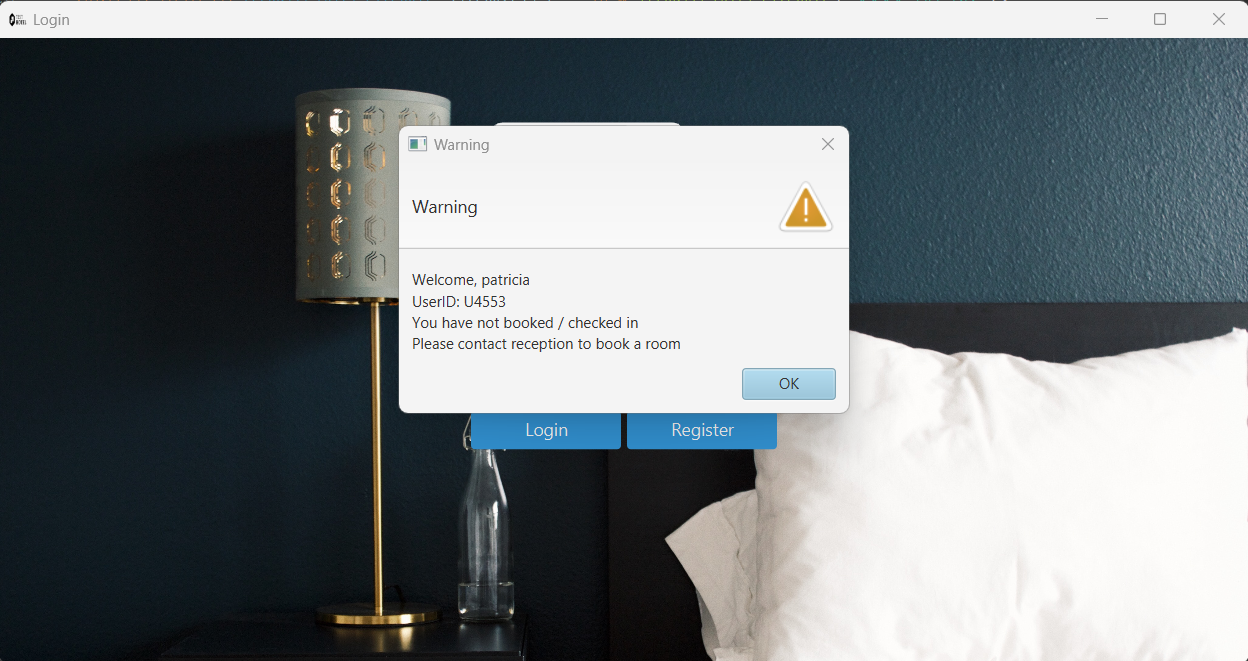 Login
Warning
Warning
Welcome, patricia
UserID: U4553
You have not booked / checked in
Please contact reception to book a room
OK
Login Register